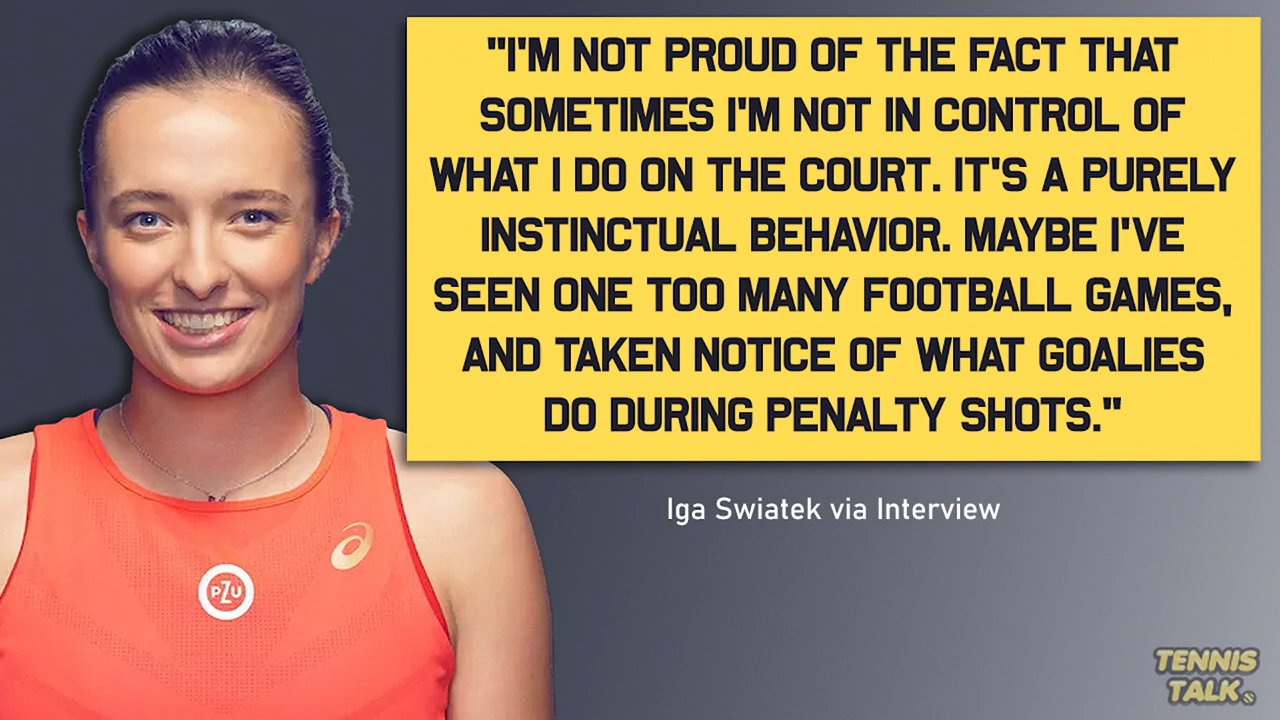 "I'M NOT PROUD OF THE FACT THAT
SOMETIMES I'M NOT IN CONTROL OF
WHAT I DO ON THE COURT. IT'S A PURELY
INSTINCTUAL BEHAVIOR. MAYBE I'VE
SEEN ONE TOO MANY FOOTBALL GAMES,
AND TAKEN NOTICE OF WHAT GOALIES
DO DURING PENALTY SHOTS."
Iga Swiatek via Interview
PZU
TENNIS
TALK